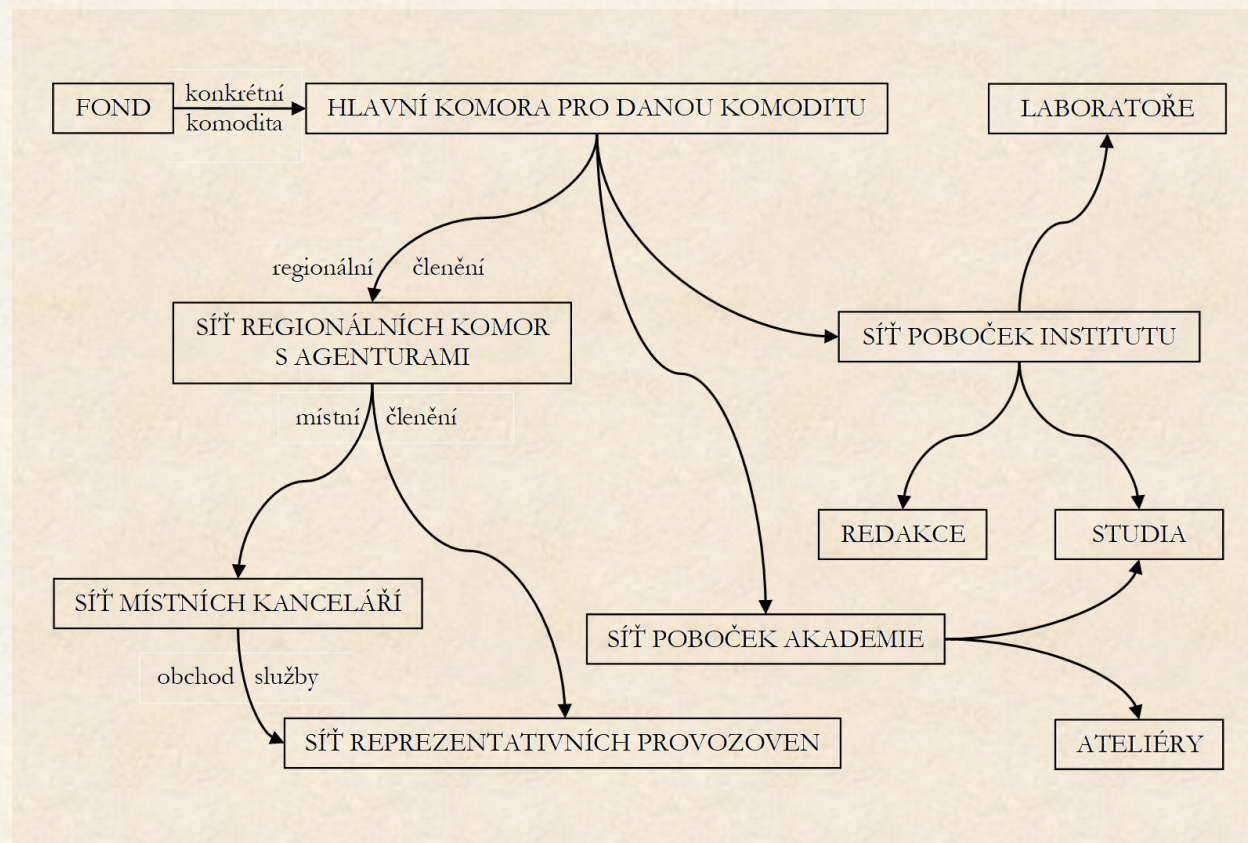 FOND
konkrétní
komodita
HLAVNÍ KOMORA PRO DANOU KOMODITU
LABORATOŘE
regionální členění
SÍŤ REGIONÁLNÍCH KOMOR
S AGENTURAMI
SÍŤ POBOČEK INSTITUTU
místní členění
REDAKCE
STUDIA
SÍŤ MÍSTNÍCH KANCELÁŘÍ
SÍŤ POBOČEK AKADEMIE
obchod služby
SÍŤ REPREZENTATIVNÍCH PROVOZOVEN
ATELIÉRY